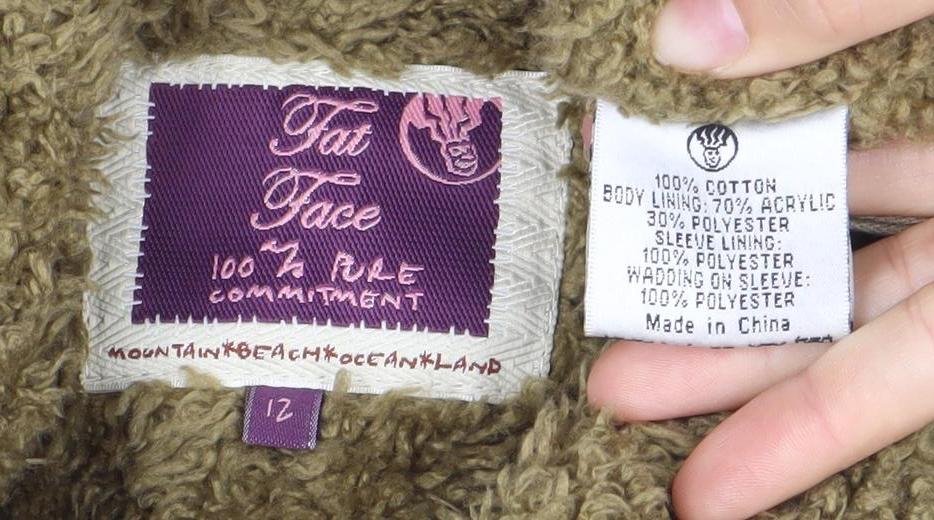 Fat
Face
100% PURE
COMMITMENT
MOUNTAIN*BEACH*OCEAN*LAND
12
100% COTTON
BODY LINING: 70% ACRYLIC
30% POLYESTER
SLEEVE LINING:
100% POLYESTER
WADDING ON SLEEVE:
100% POLYESTER
Made in China